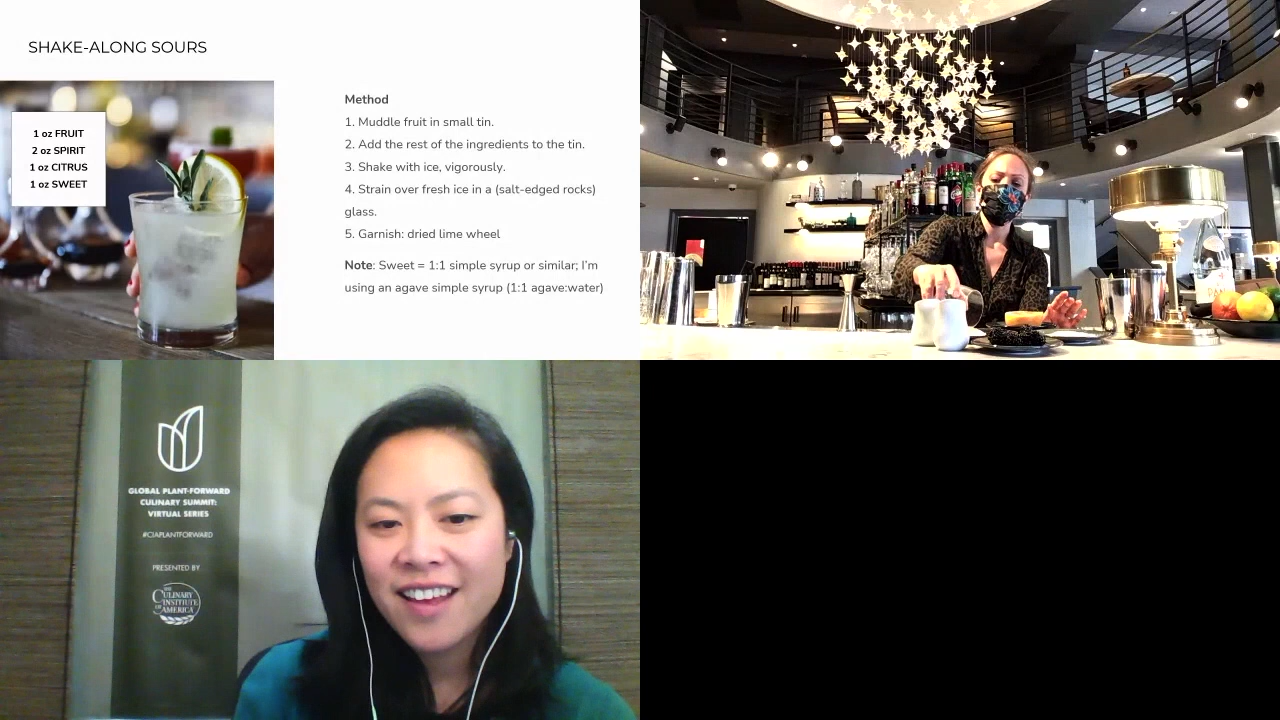 SHAKE-ALONG SOURS
1 oz FRUIT
2 oz SPIRIT
1 oz CITRUS
1 oz SWEET
Method
1. Muddle fruit in small tin.
2. Add the rest of the ingredients to the tin.
3. Shake with ice, vigorously.
4. Strain over fresh ice in a (salt-edged rocks)
glass.
5. Garnish: dried lime wheel
Note: Sweet = 1:1 simple syrup or similar; I'm
using an agave simple syrup (1:1 agave:water)
GLOBAL PLANT-FORWARD
CULINARY SUMMIT:
VIRTUAL SERIES
#CIAPLANTFORWARD
PRESENTED BY
THE
CULINARY
INSTITUTE
OF
AMERICA